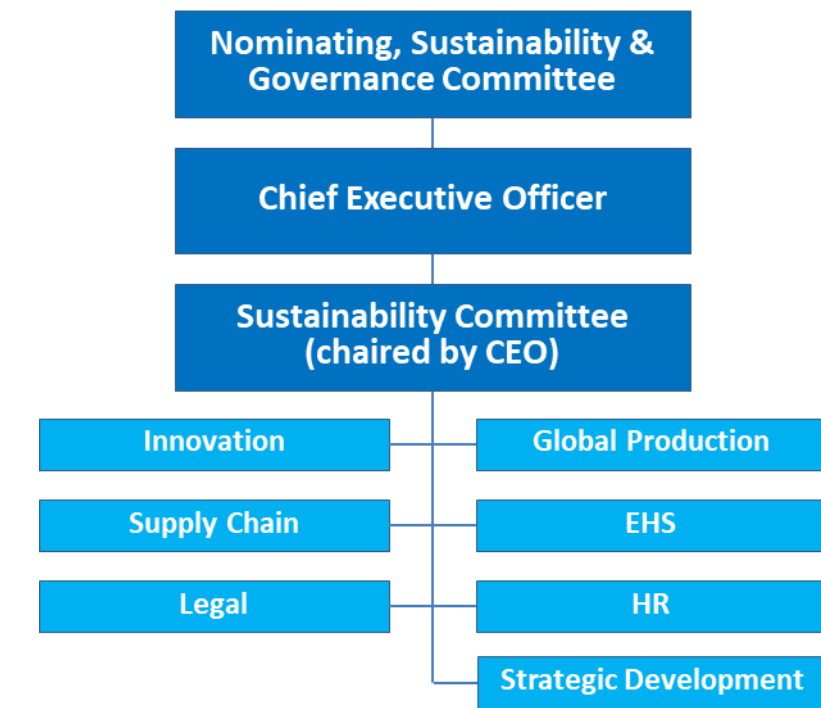 Nominating, Sustainability &
Governance Committee
Chief Executive Officer
Sustainability Committee
(chaired by CEO)
Innovation
Global Production
Supply Chain
EHS
Legal
HR
Strategic Development